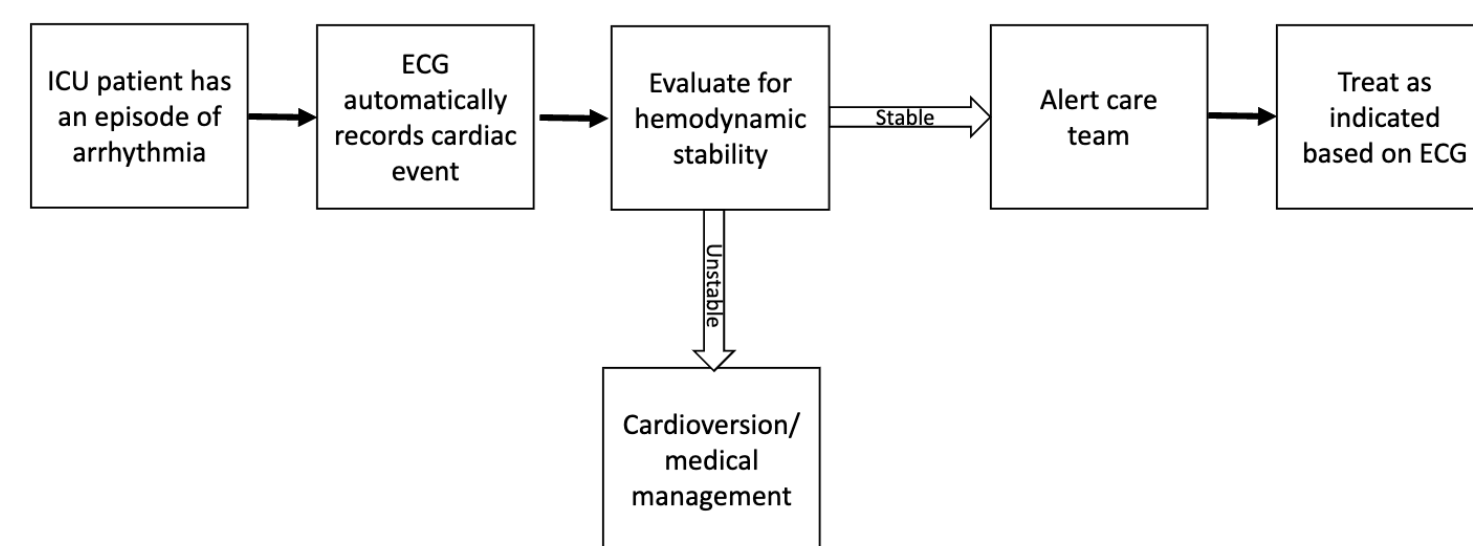 ICU patient has
an episode of
arrhythmia
ECG
automatically
records cardiac
event
Evaluate for
hemodynamic
stability
Stable
Alert care
team
Treat as
indicated
based on ECG
Unstable
Cardioversion/
medical
management